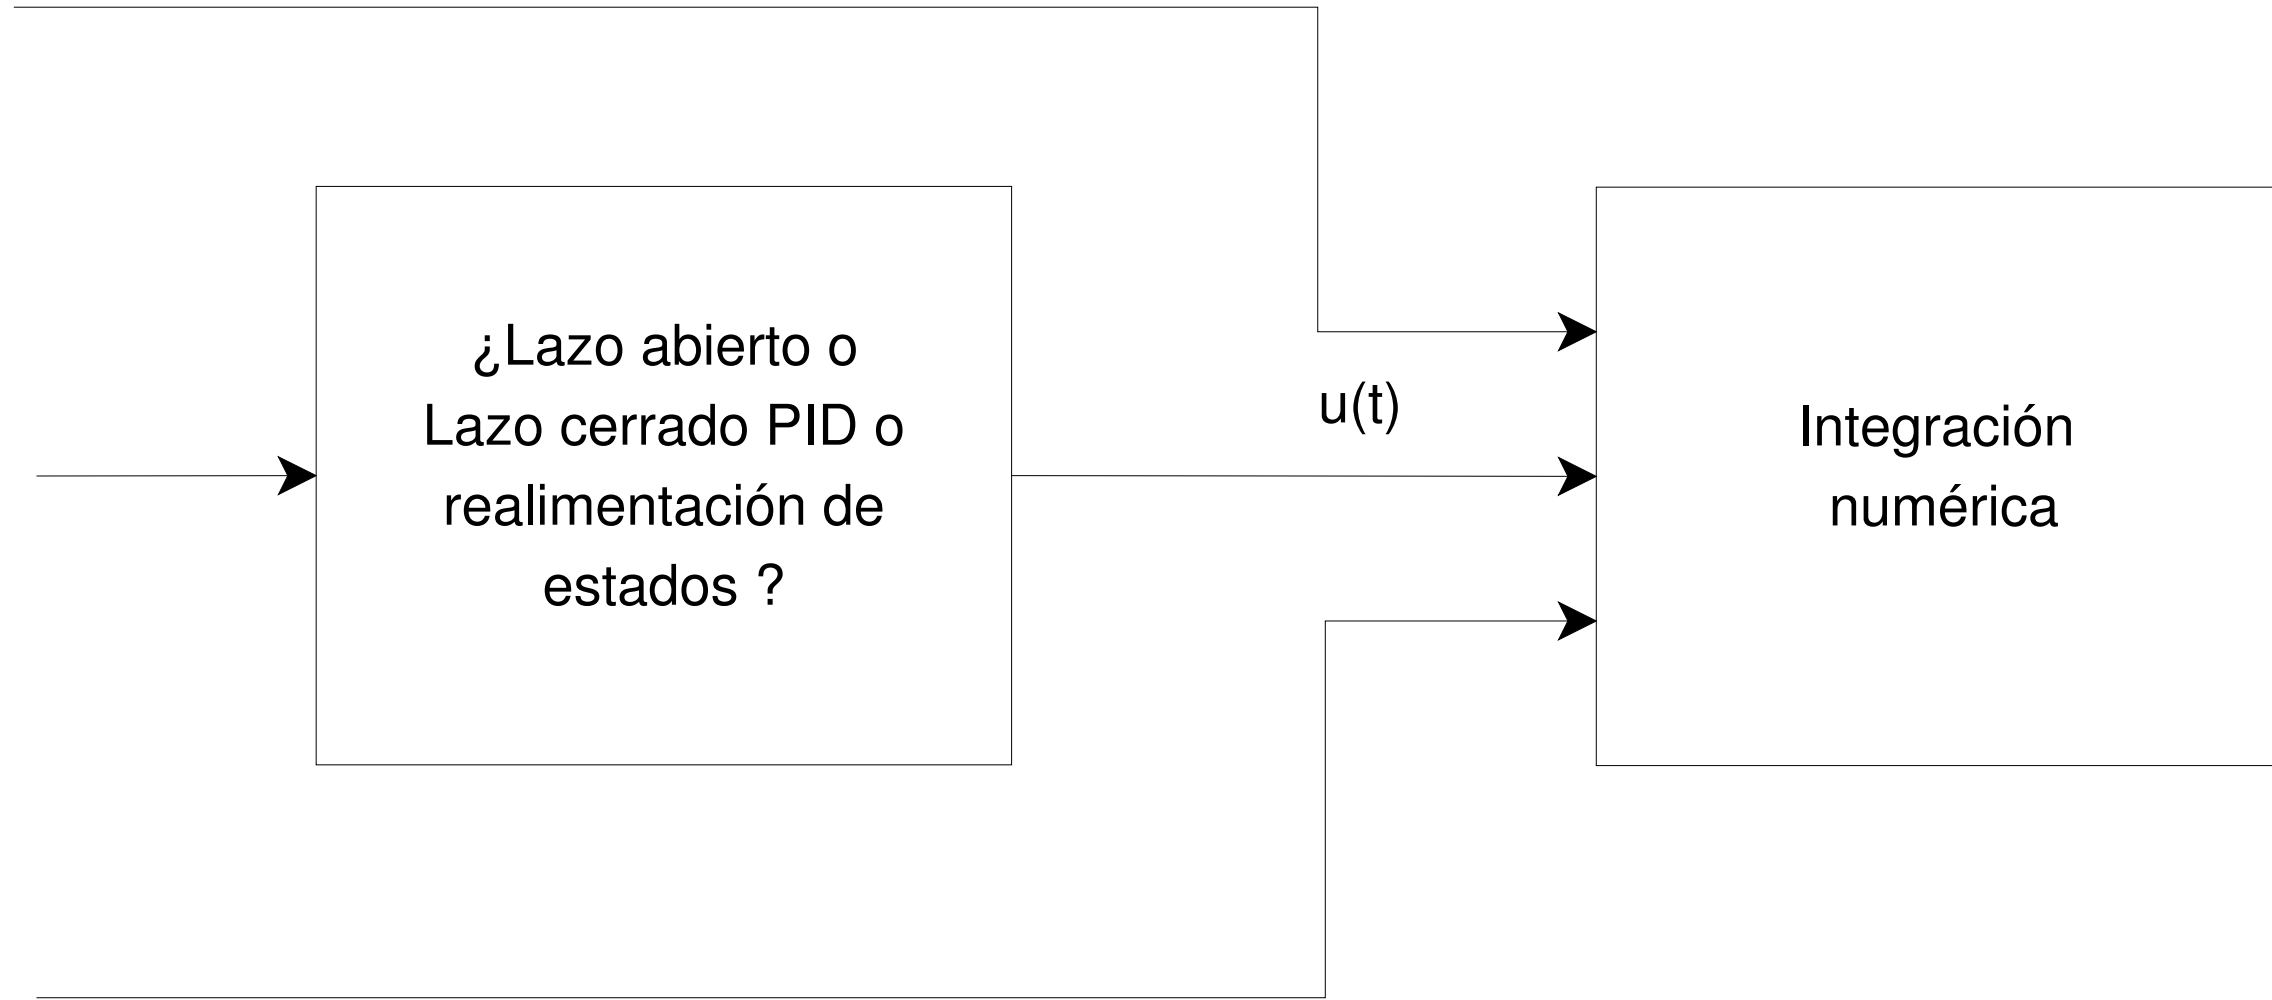 ¿Lazo abierto o
Lazo cerrado PID o
realimentación de
estados ?
u(t)
Integración
numérica